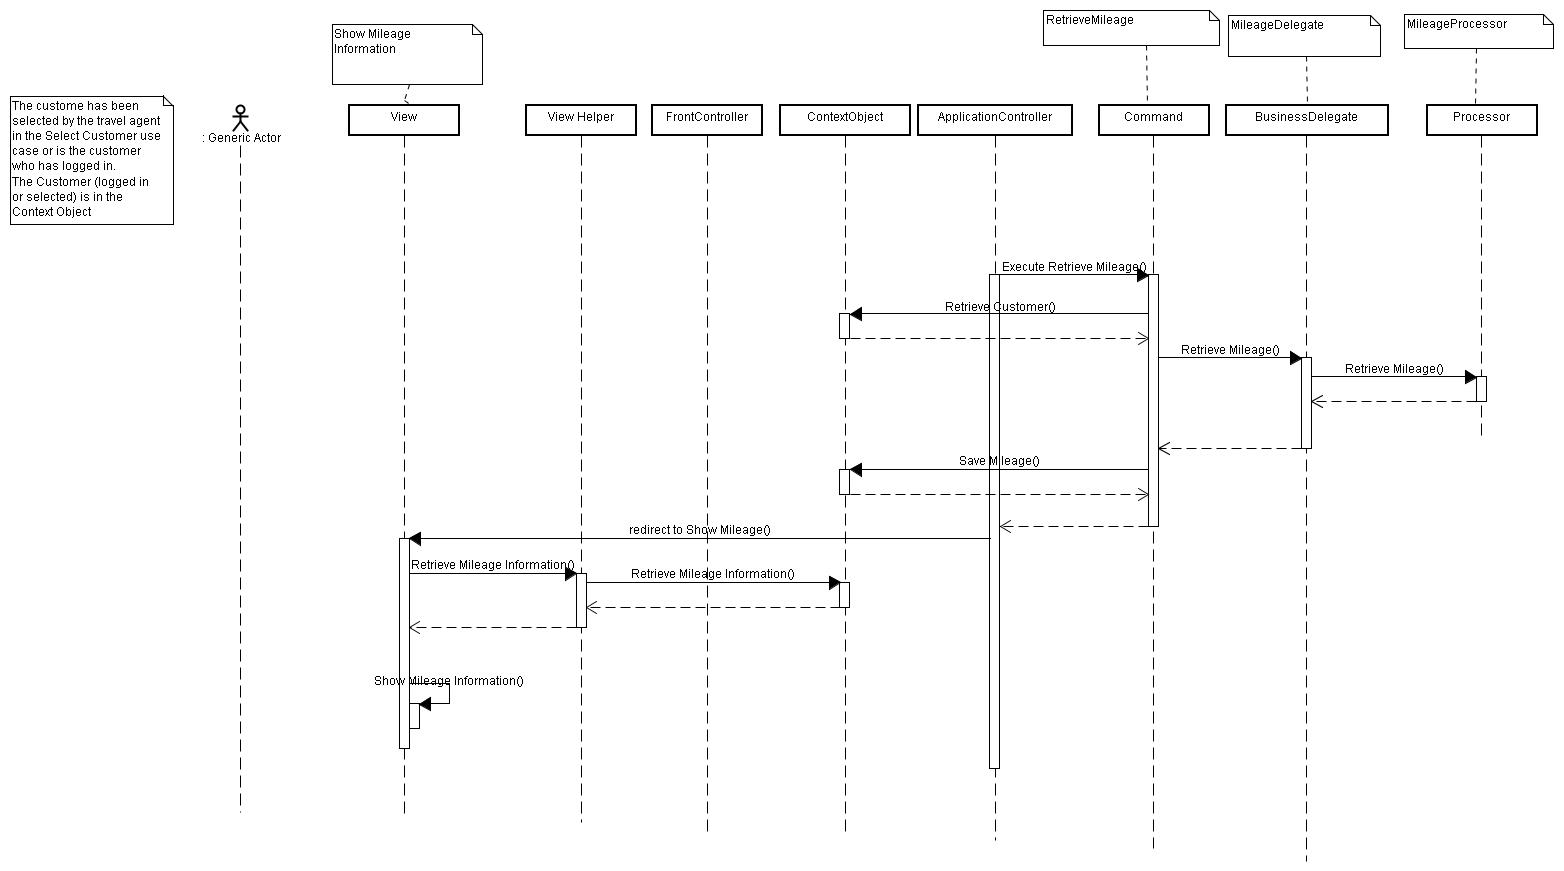 RetrieveMileage
MileageDelegate
MileageProcessor
Show Mileage
Information
The custome has been
selected by the travel agent
in the Select Customer use
case or is the customer
who has logged in.
The Customer (logged in
or selected) is in the
Context Object
: Generic Actor
View
View Helper
FrontController
ContextObject
ApplicationController
Command
BusinessDelegate
Processor
Execute Retrieve Mileage()
Retrieve Customer()
Retrieve Mileage()
Retrieve Mileage()
Save Mileage()
redirect to Show Mileage()
Retrieve Mileage Information()
Retrieve Mileage Information()
Show Mileage Information()